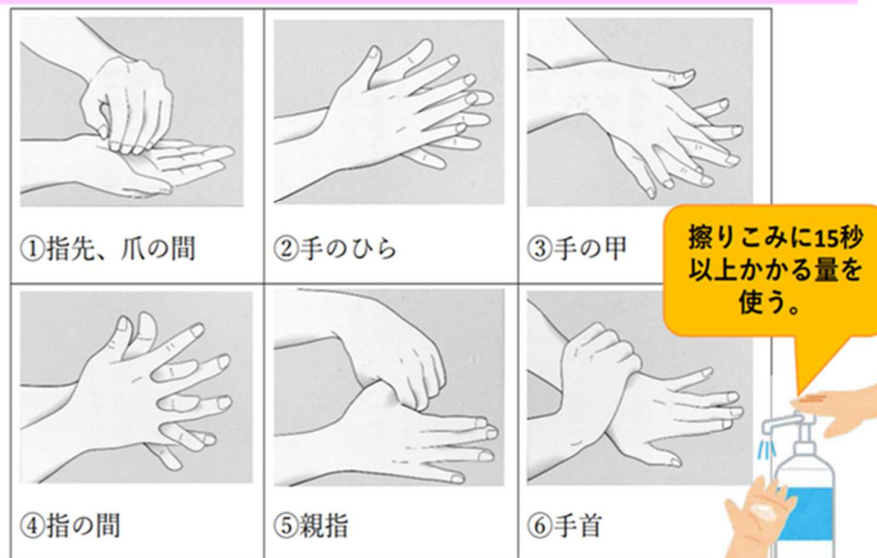 ①指先、爪の間
②手のひら
③手の甲
擦りこみに15秒
以上かかる量を
使う。
④指の間
⑤親指
⑥手首